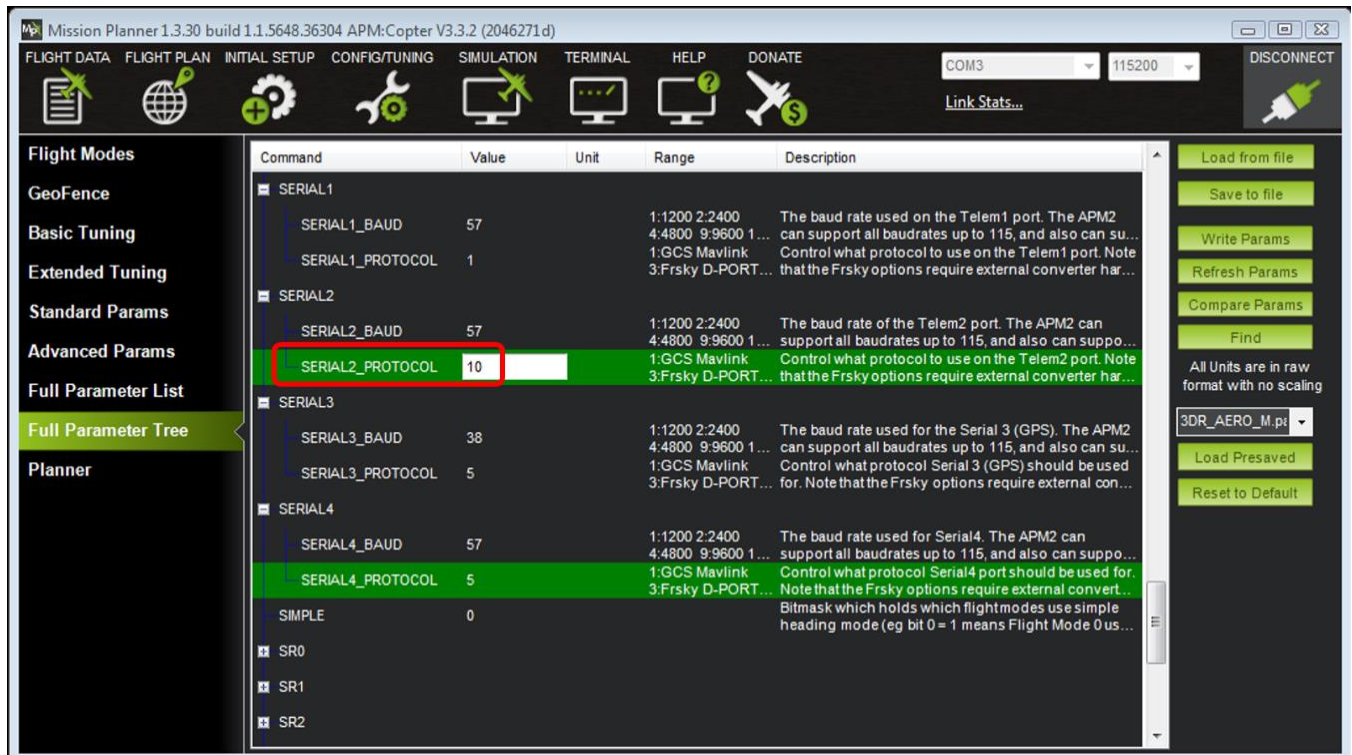 Mission Planner 1.3.30 build 1.1.5648.36304 APM:Copter V3.3.2 (2046271d)
FLIGHT DATA FLIGHT PLAN INITIAL SETUP CONFIG/TUNING SIMULATION TERMINAL HELP DONATE
COM3 115200 DISCONNECT
Link Stats...
Flight Modes
GeoFence
Basic Tuning
Extended Tuning
Standard Params
Advanced Params
Full Parameter List
Full Parameter Tree
Planner
Command Value Unit Range Description
SERIAL1
SERIAL1_BAUD 57 1:1200 2:2400 The baud rate used on the Telem1 port. The APM2
4:4800 9:9600 1... can support all baudrates up to 115, and also can su...
SERIAL1_PROTOCOL 1 1:GCS Mavlink Control what protocol to use on the Telem1 port. Note
3:Frsky D-PORT... that the Frsky options require external converter har...
SERIAL2
SERIAL2_BAUD 57 1:1200 2:2400 The baud rate of the Telem2 port. The APM2 can
4:4800 9:9600 1... support all baudrates up to 115, and also can suppo...
SERIAL2_PROTOCOL 10 1:GCS Mavlink Control what protocol to use on the Telem2 port. Note
3:Frsky D-PORT... that the Frsky options require external converter har...
SERIAL3
SERIAL3_BAUD 38 1:1200 2:2400 The baud rate used for the Serial 3 (GPS). The APM2
4:4800 9:9600 1... can support all baudrates up to 115, and also can su...
SERIAL3_PROTOCOL 5 1:GCS Mavlink Control what protocol Serial 3 (GPS) should be used
3:Frsky D-PORT... for. Note that the Frsky options require external con...
SERIAL4
SERIAL4_BAUD 57 1:1200 2:2400 The baud rate used for Serial4. The APM2 can
4:4800 9:9600 1... support all baudrates up to 115, and also can suppo...
SERIAL4_PROTOCOL 5 1:GCS Mavlink Control what protocol Serial4 port should be used for.
3:Frsky D-PORT... Note that the Frsky options require external convert...
SIMPLE 0 Bitmask which holds which flight modes use simple
heading mode (eg bit 0 = 1 means Flight Mode 0 us...
SR0
SR1
SR2
Load from file
Save to file
Write Params
Refresh Params
Compare Params
Find
All Units are in raw
format with no scaling
3DR_AERO_M.pa
Load Presaved
Reset to Default